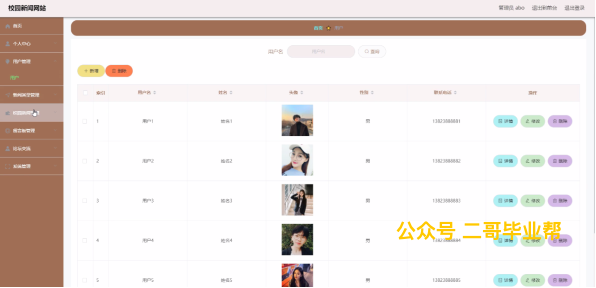 校园新闻网站
管理员 abo 退出到前台 退出登录
首页
个人中心
用户管理
用户
新闻类型管理
校园新闻管理
留言板管理
论坛交流
系统管理
首页 用户
用户名 用户名 查询
新增 删除
索引 用户名 姓名 头像 性别 联系电话 操作
1 用户1 姓名1 男 13823888881 详情 修改 删除
2 用户2 姓名2 男 13823888882 详情 修改 删除
3 用户3 姓名3 男 13823888883 详情 修改 删除
4 用户4 姓名4 男 13823888884 详情 修改 删除
5 用户5 姓名5 男 13823888885 详情 修改 删除
公众号 二哥毕业帮